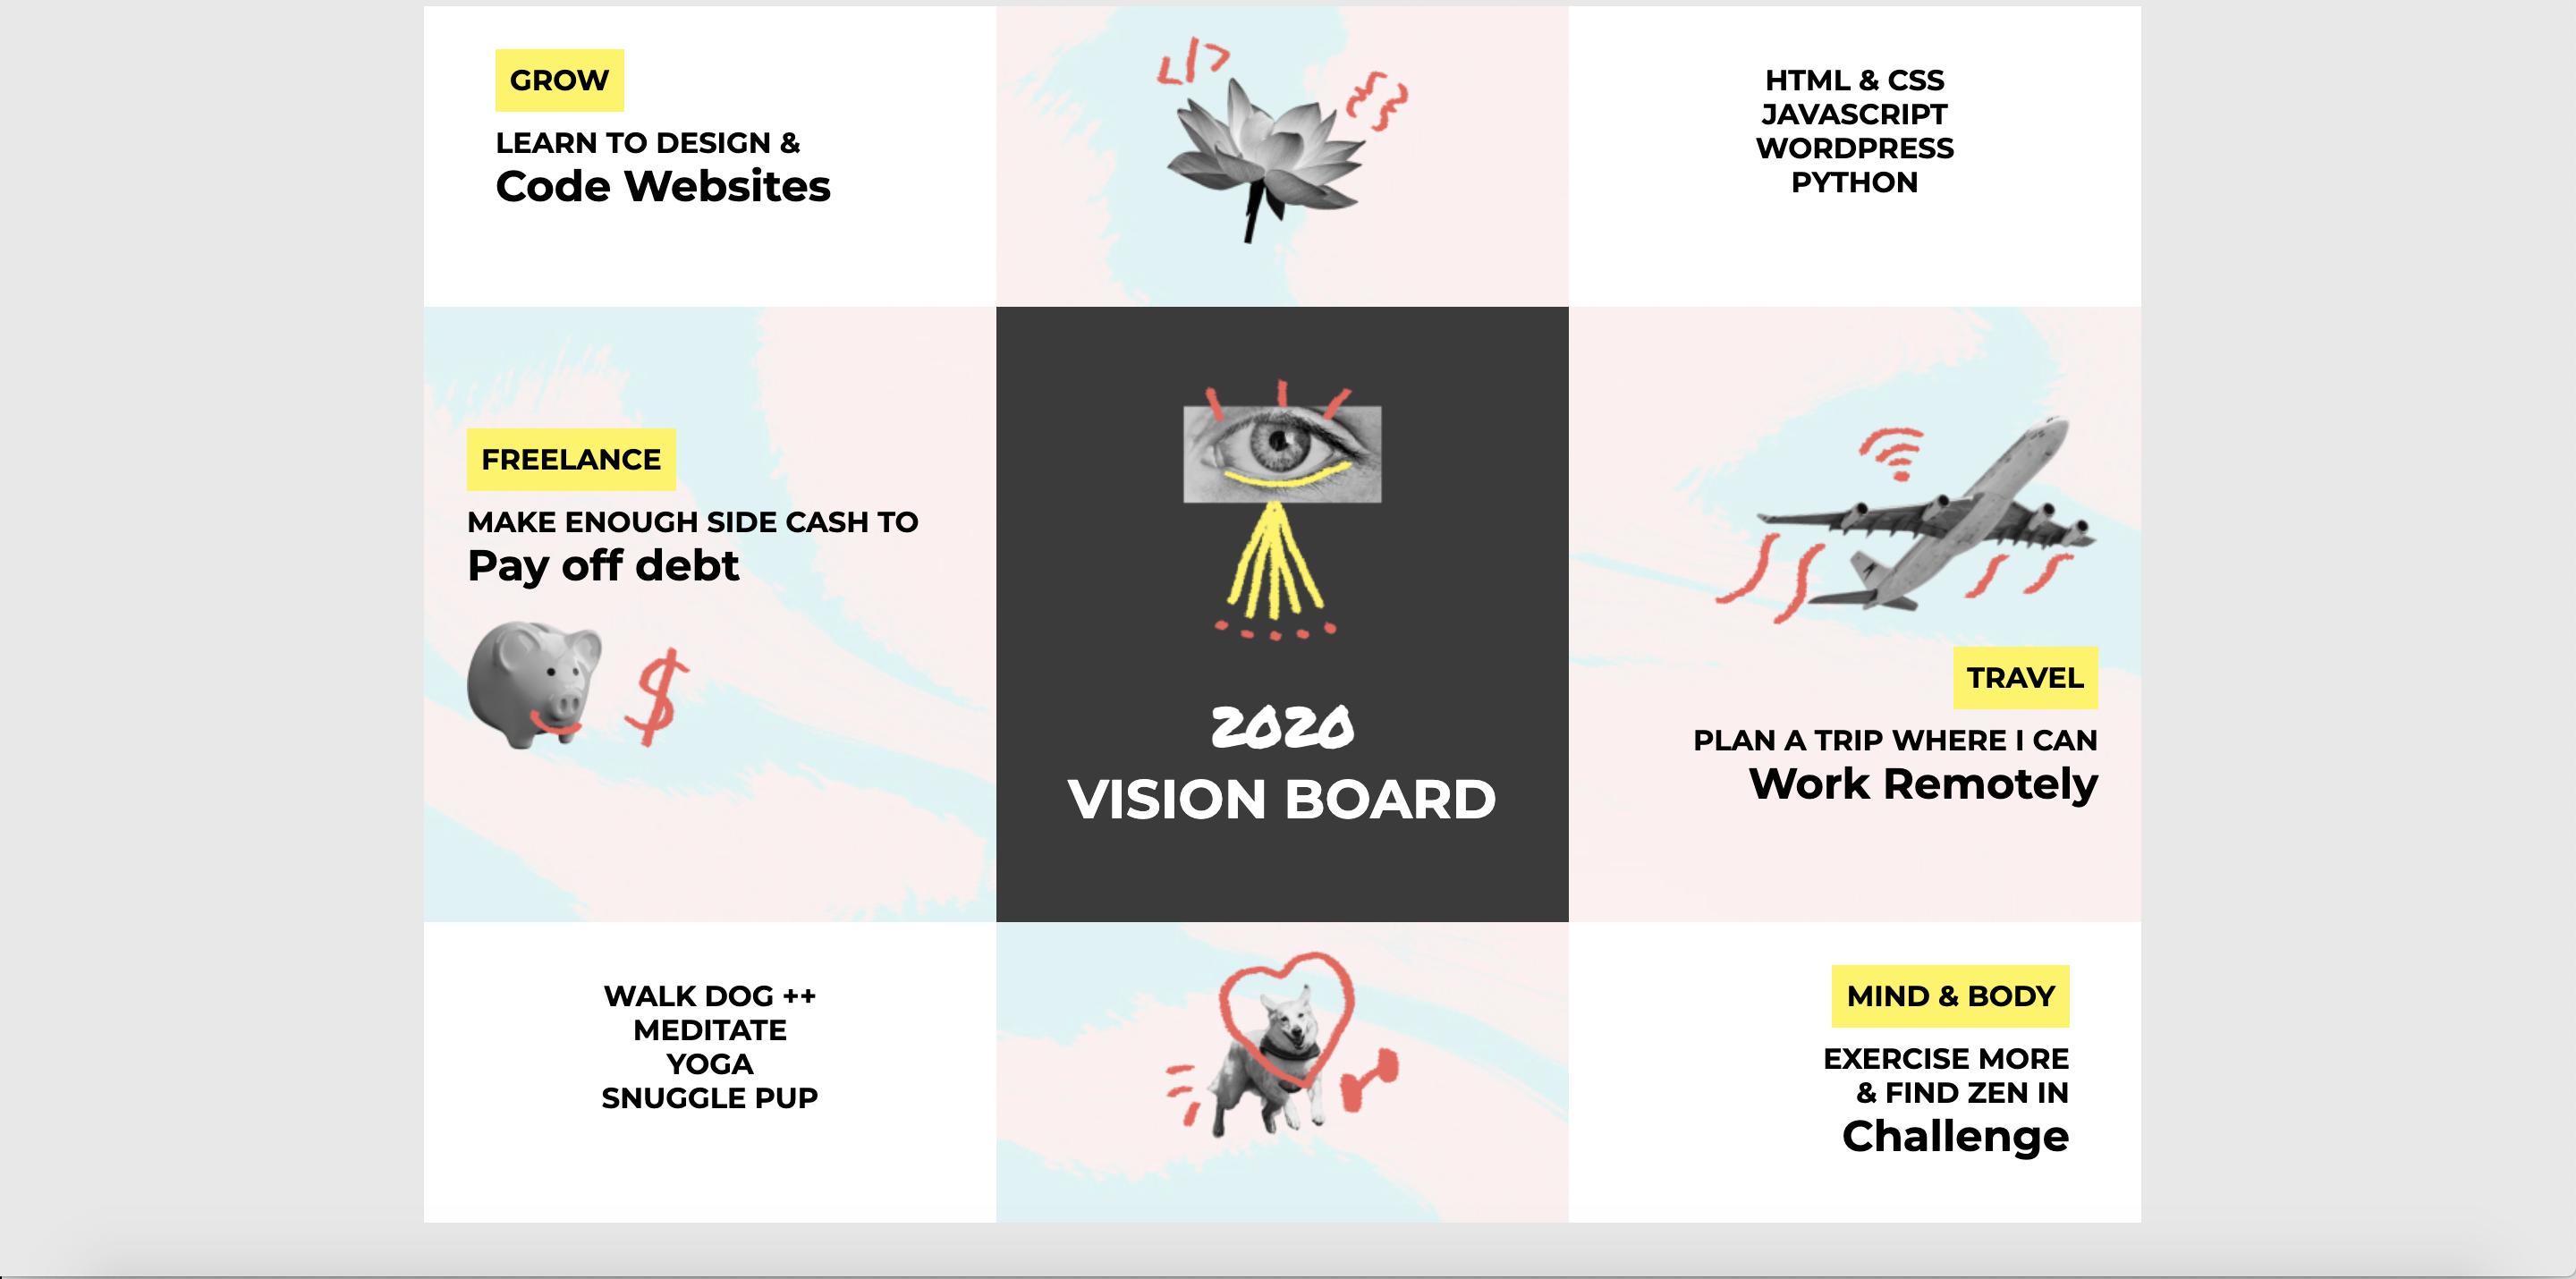 GROW
LEARN TO DESIGN &
Code Websites
</>
{ }
HTML & CSS
JAVASCRIPT
WORDPRESS
PYTHON
FREELANCE
MAKE ENOUGH SIDE CASH TO
Pay off debt
$
2020
VISION BOARD
TRAVEL
PLAN A TRIP WHERE I CAN
Work Remotely
WALK DOG ++
MEDITATE
YOGA
SNUGGLE PUP
MIND & BODY
EXERCISE MORE
& FIND ZEN IN
Challenge